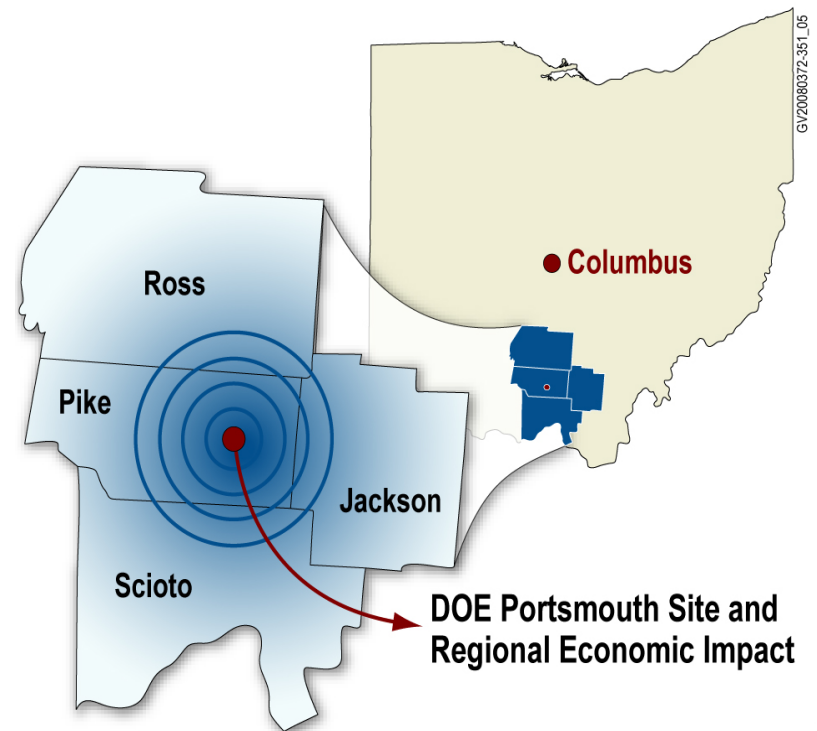 GV20080372-351_05
Columbus
Ross
Pike
Jackson
Scioto
DOE Portsmouth Site and
Regional Economic Impact